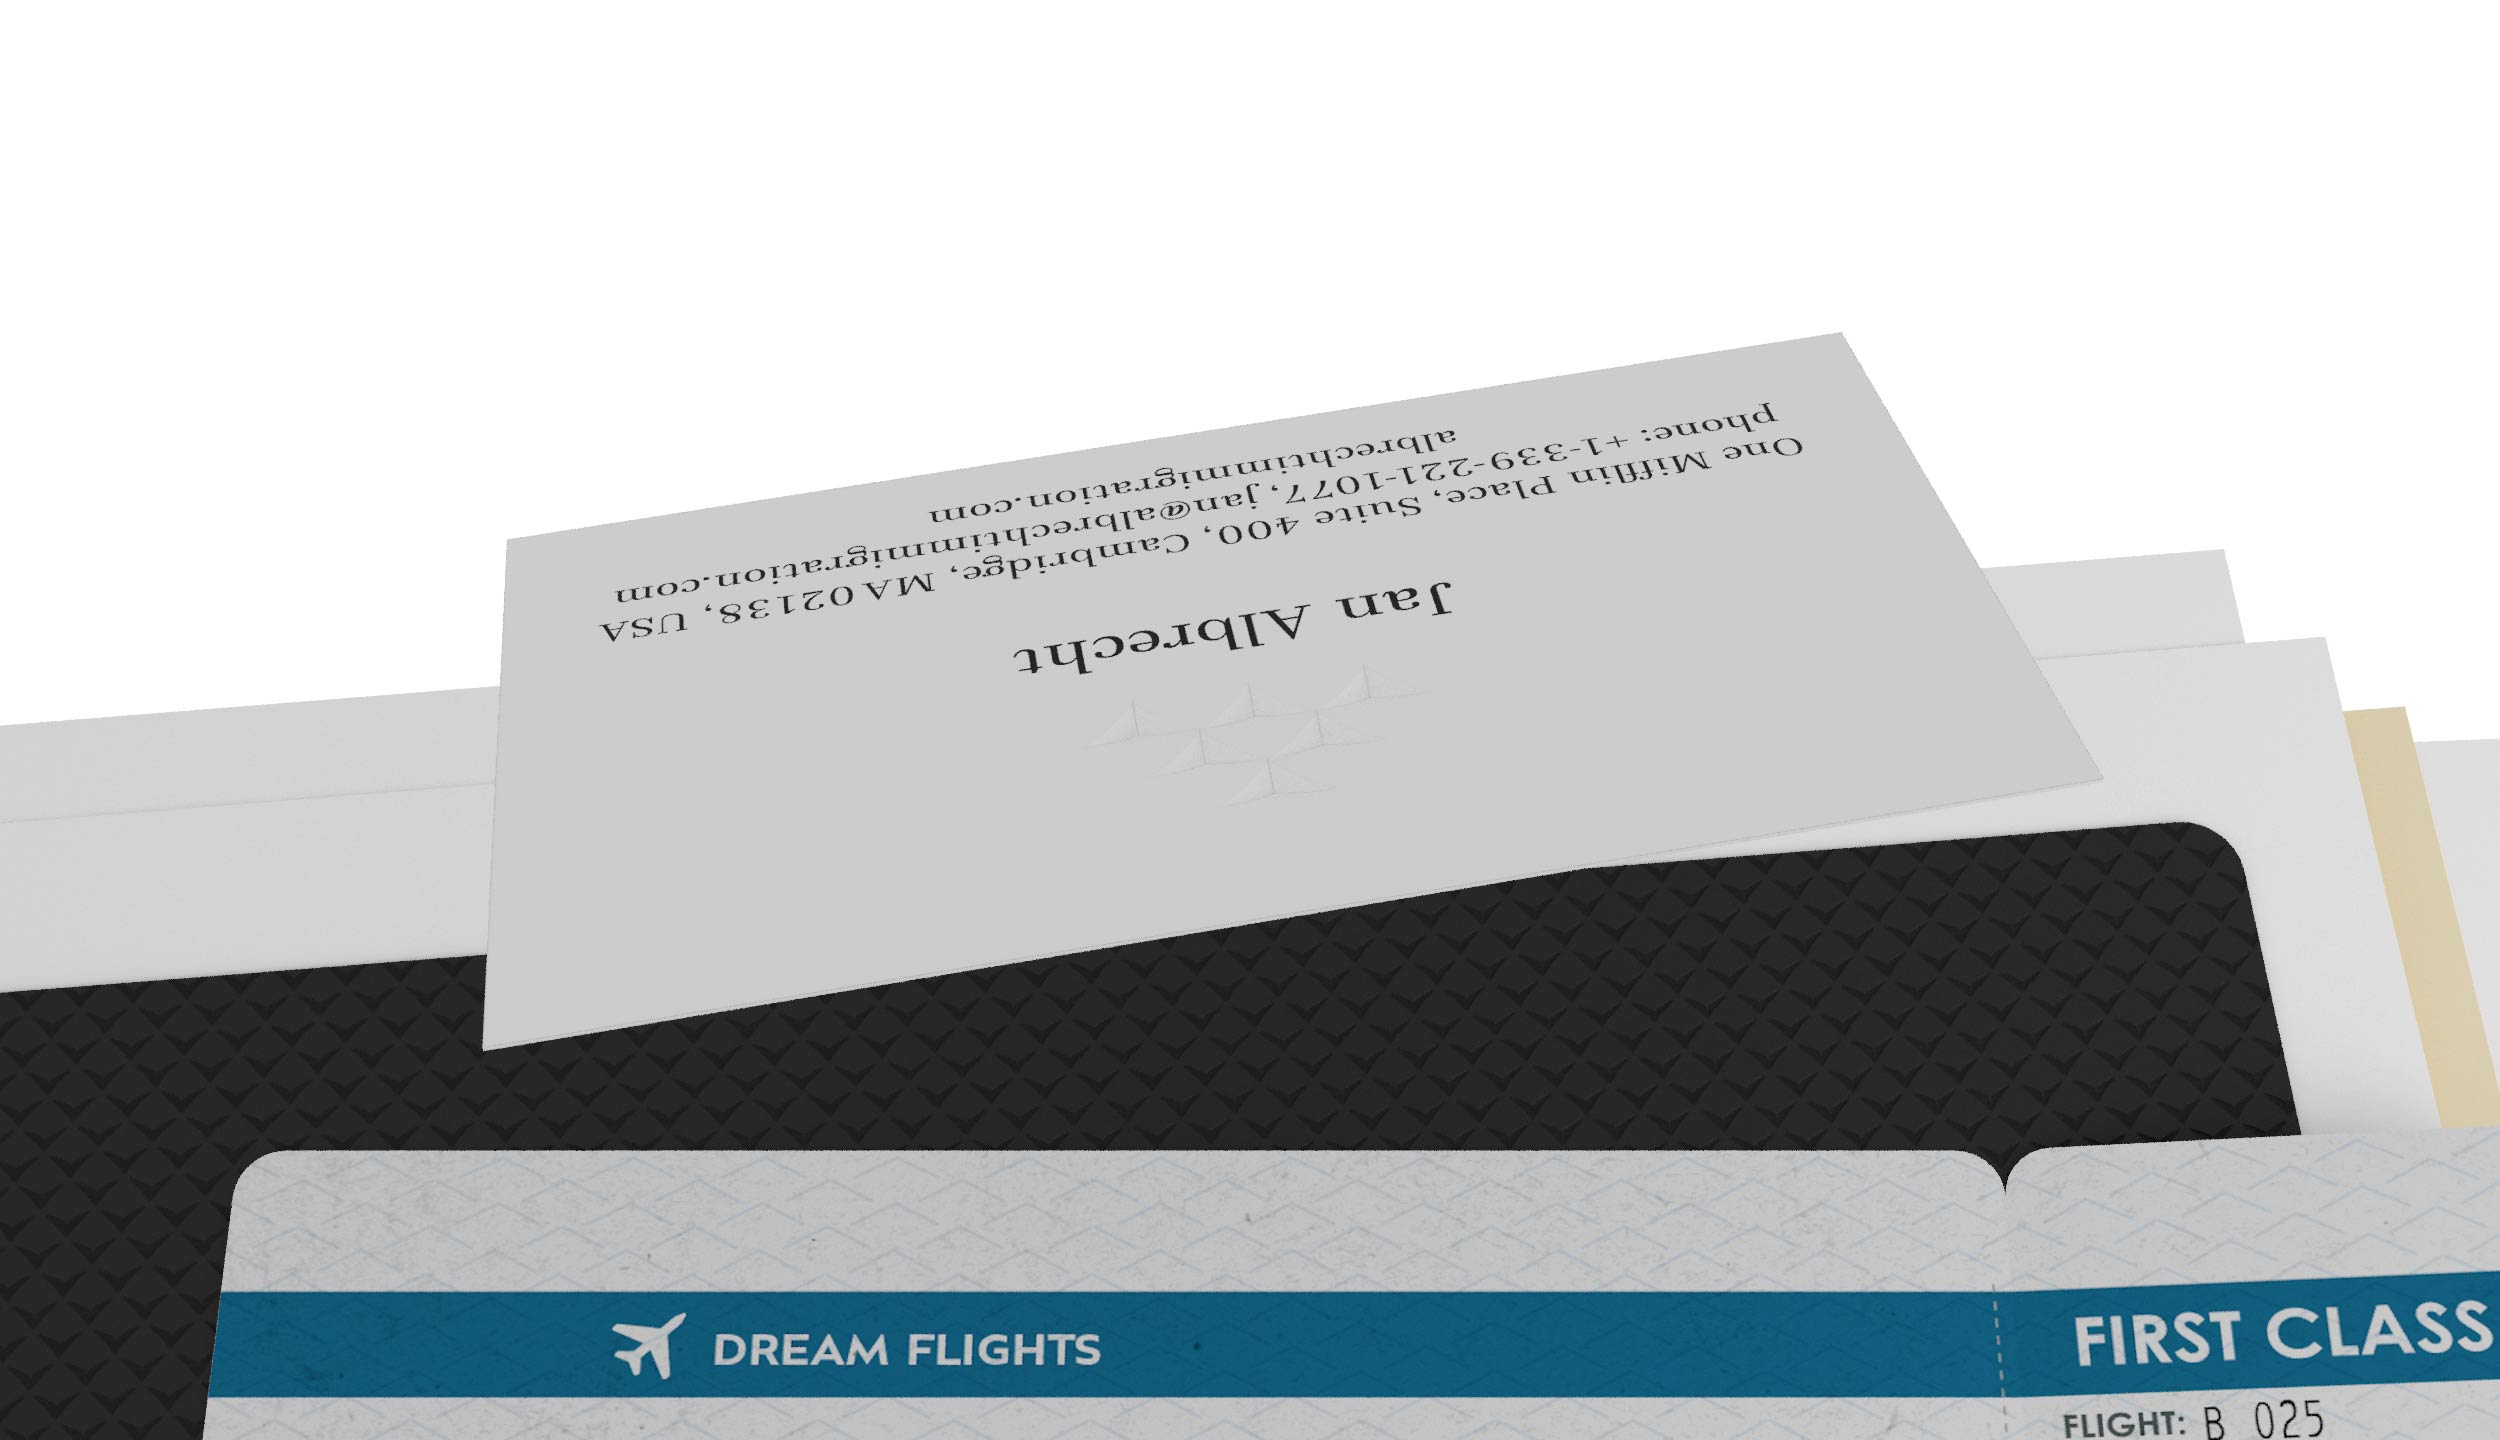 Jan Albrecht
One Mifflin Place, Suite 400, Cambridge, MA 02138, USA
phone: +1-339-221-1077, jan@albrechtimmigration.com
albrechtimmigration.com
DREAM FLIGHTS
FIRST CLASS
FLIGHT: B 025